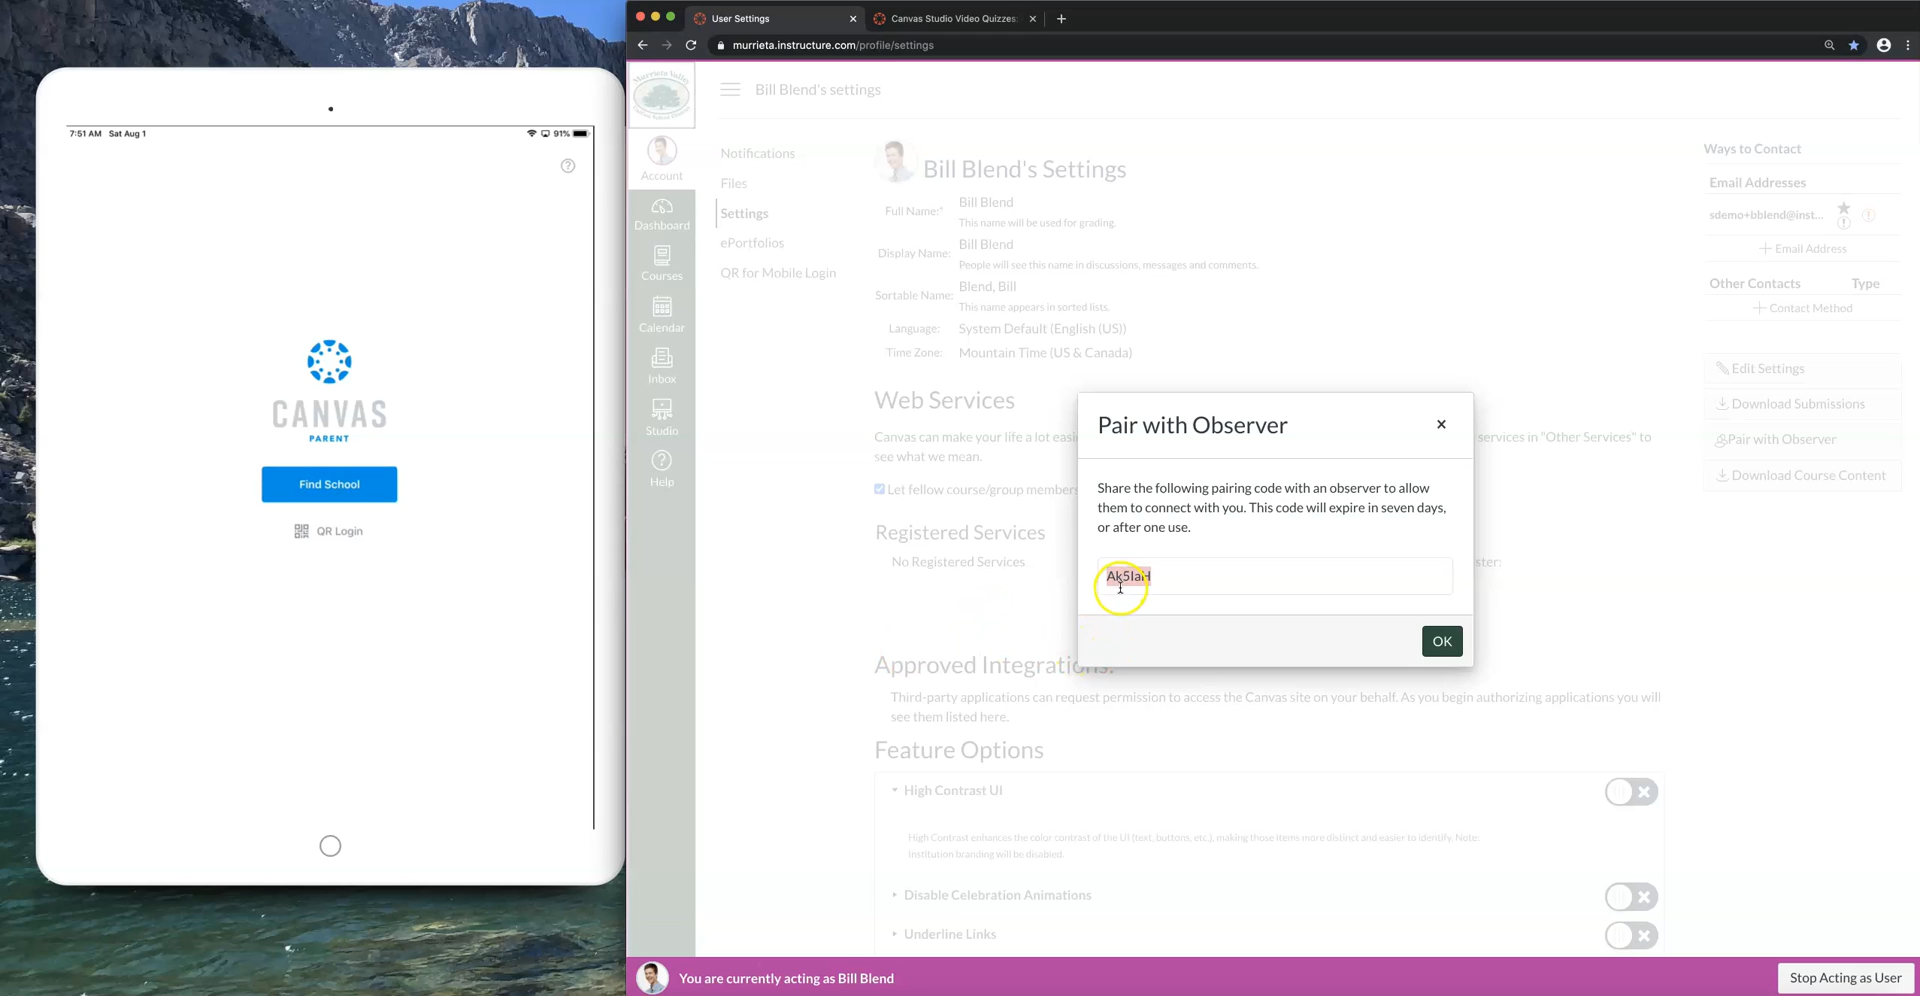 7:51 AM Sat Aug 1
91%
CANVAS
PARENT
Find School
QR Login
User Settings
Canvas Studio Video Quizzes:
murrieta.instructure.com/profile/settings
Murrieta Valley
Bill Blend's settings
Account
Dashboard
Courses
Calendar
Inbox
Studio
Help
Notifications
Files
Settings
ePortfolios
QR for Mobile Login
Bill Blend's Settings
Full Name:* Bill Blend
This name will be used for grading.
Display Name: Bill Blend
People will see this name in discussions, messages and comments.
Sortable Name: Blend, Bill
This name appears in sorted lists.
Language: System Default (English (US))
Time Zone: Mountain Time (US & Canada)
Web Services
Canvas can make your life a lot easi
services in "Other Services" to
see what we mean.
Let fellow course/group members
Registered Services
No Registered Services
ster:
Approved Integrations:
Third-party applications can request permission to access the Canvas site on your behalf. As you begin authorizing applications you will
see them listed here.
Feature Options
High Contrast UI
High Contrast enhances the color contrast of the UI (text, buttons, etc.), making those items more distinct and easier to identify. Note:
Institution branding will be disabled.
Disable Celebration Animations
Underline Links
Pair with Observer
Share the following pairing code with an observer to allow
them to connect with you. This code will expire in seven days,
or after one use.
OK
Ways to Contact
Email Addresses
sdemo+bblend@inst...
Email Address
Other Contacts Type
Contact Method
Edit Settings
Download Submissions
Pair with Observer
Download Course Content
You are currently acting as Bill Blend
Stop Acting as User